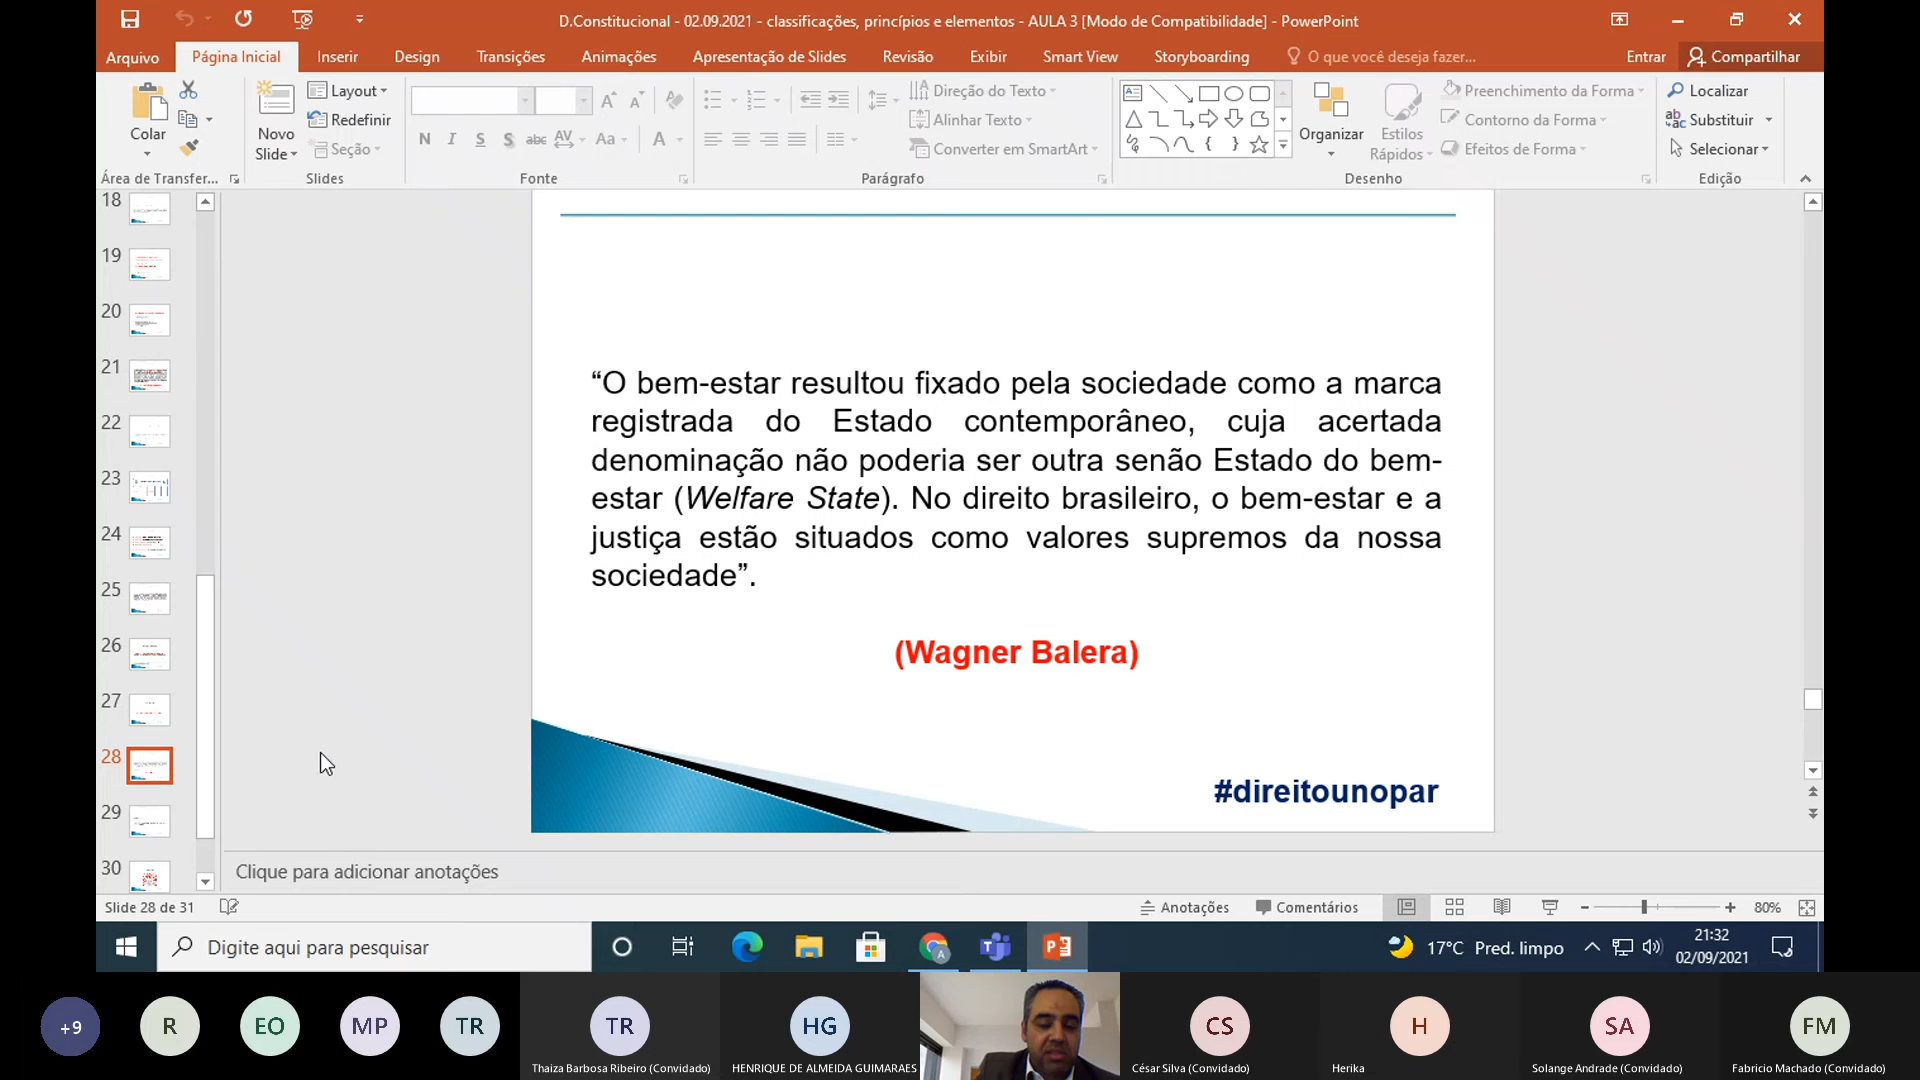 D.Constitucional - 02.09.2021 - classificações, princípios e elementos - AULA 3 [Modo de Compatibilidade] - PowerPoint
Arquivo Página Inicial Inserir Design Transições Animações Apresentação de Slides Revisão Exibir Smart View Storyboarding O que você deseja fazer... Entrar Compartilhar
Colar
Área de Transfer...
Novo Slide
Layout
Redefinir
Seção
Slides
N I S S abc AV Aa A
Fonte
Direção do Texto
Alinhar Texto
Converter em SmartArt
Parágrafo
Organizar
Estilos Rápidos
Preenchimento da Forma
Contorno da Forma
Efeitos de Forma
Desenho
Localizar
Substituir
Selecionar
Edição
18
19
20
21
22
23
24
25
26
27
28
29
30
“O bem-estar resultou fixado pela sociedade como a marca
registrada do Estado contemporâneo, cuja acertada
denominação não poderia ser outra senão Estado do bem-
estar (Welfare State). No direito brasileiro, o bem-estar e a
justiça estão situados como valores supremos da nossa
sociedade”.
(Wagner Balera)
#direitounopar
Clique para adicionar anotações
Slide 28 de 31 Anotações Comentários 80%
Digite aqui para pesquisar
17°C Pred. limpo
21:32
02/09/2021
+9 R EO MP TR TR HG CS H SA FM
Thaiza Barbosa Ribeiro (Convidado) HENRIQUE DE ALMEIDA GUIMARAES César Silva (Convidado) Herika Solange Andrade (Convidado) Fabricio Machado (Convidado)